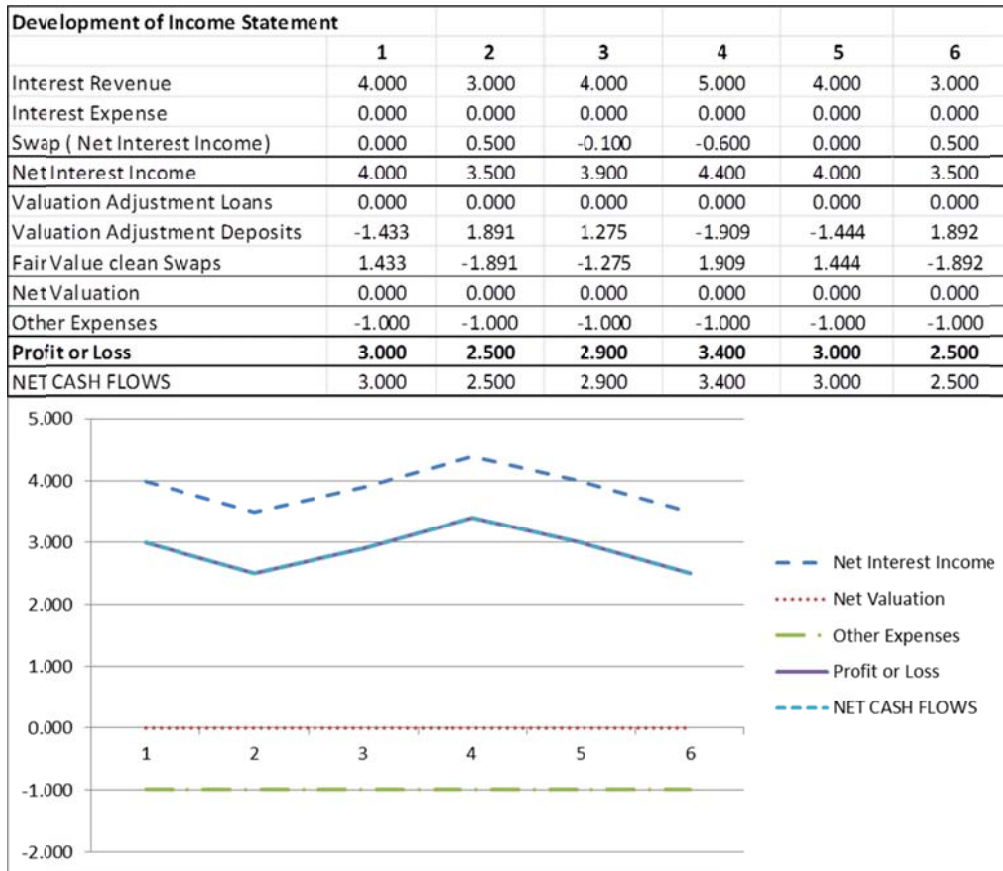 Development of Income Statement
1 2 3 4 5 6
Interest Revenue 4.000 3.000 4.000 5.000 4.000 3.000
Interest Expense 0.000 0.000 0.000 0.000 0.000 0.000
Swap ( Net Interest Income) 0.000 0.500 -0.100 -0.600 0.000 0.500
Net Interest Income 4.000 3.500 3.900 4.400 4.000 3.500
Valuation Adjustment Loans 0.000 0.000 0.000 0.000 0.000 0.000
Valuation Adjustment Deposits -1.433 1.891 1.275 -1.909 -1.444 1.892
Fair Value clean Swaps 1.433 -1.891 -1.275 1.909 1.444 -1.892
Net Valuation 0.000 0.000 0.000 0.000 0.000 0.000
Other Expenses -1.000 -1.000 -1.000 -1.000 -1.000 -1.000
Profit or Loss 3.000 2.500 2.900 3.400 3.000 2.500
NET CASH FLOWS 3.000 2.500 2.900 3.400 3.000 2.500
5.000
4.000
3.000
2.000
1.000
0.000
-1.000
-2.000
1 2 3 4 5 6
Net Interest Income
Net Valuation
Other Expenses
Profit or Loss
NET CASH FLOWS